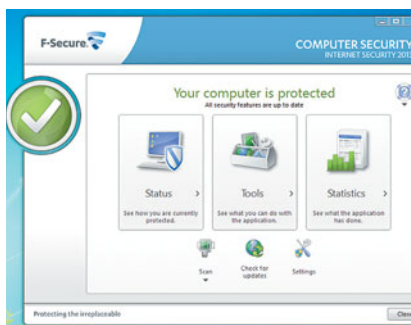 F-Secure.
COMPUTER SECURITY
INTERNET SECURITY 201
Your computer is protected
All security features are up to date
Status >
See how you are currently
protected.
Tools >
See what you can do with
the application.
Statistics >
See what the application
has done.
Scan
Check for
updates
Settings
Protecting the irreplaceable
Close